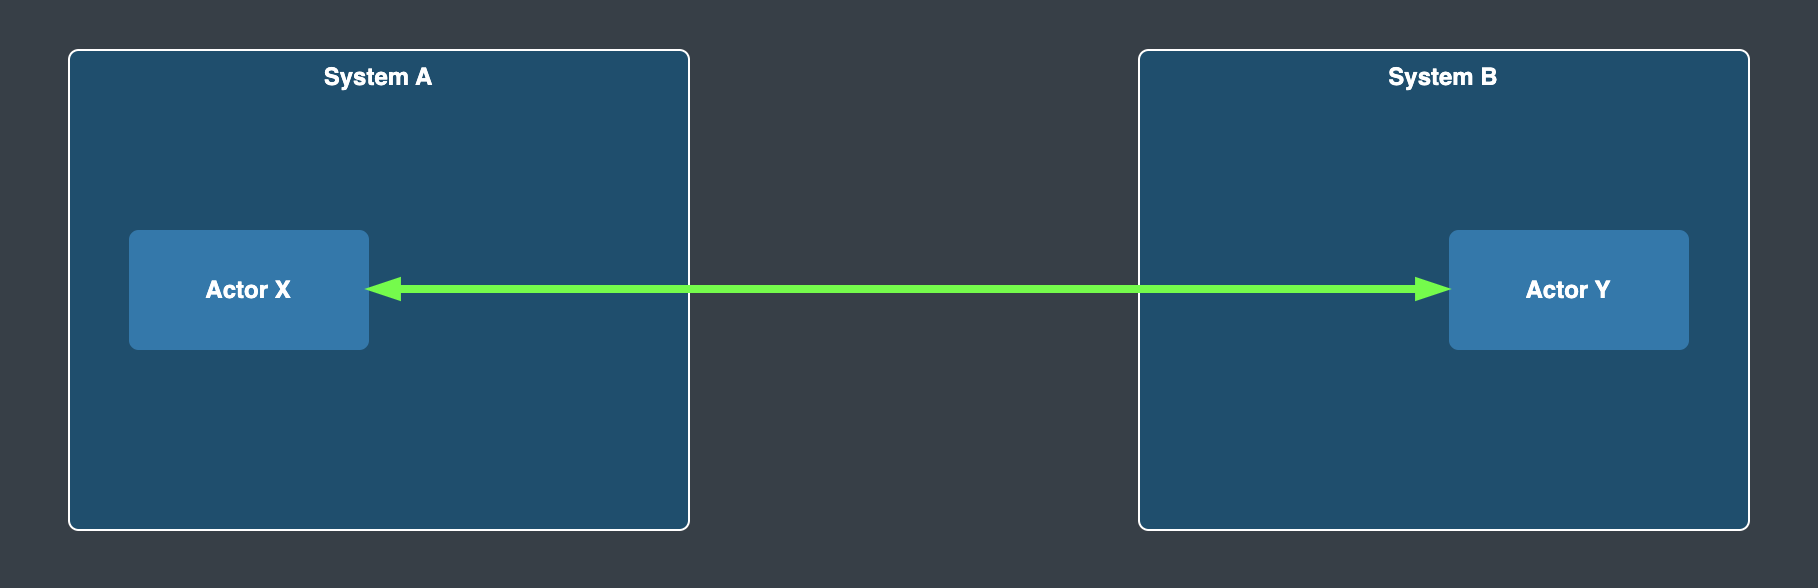 System A
System B
Actor X
Actor Y